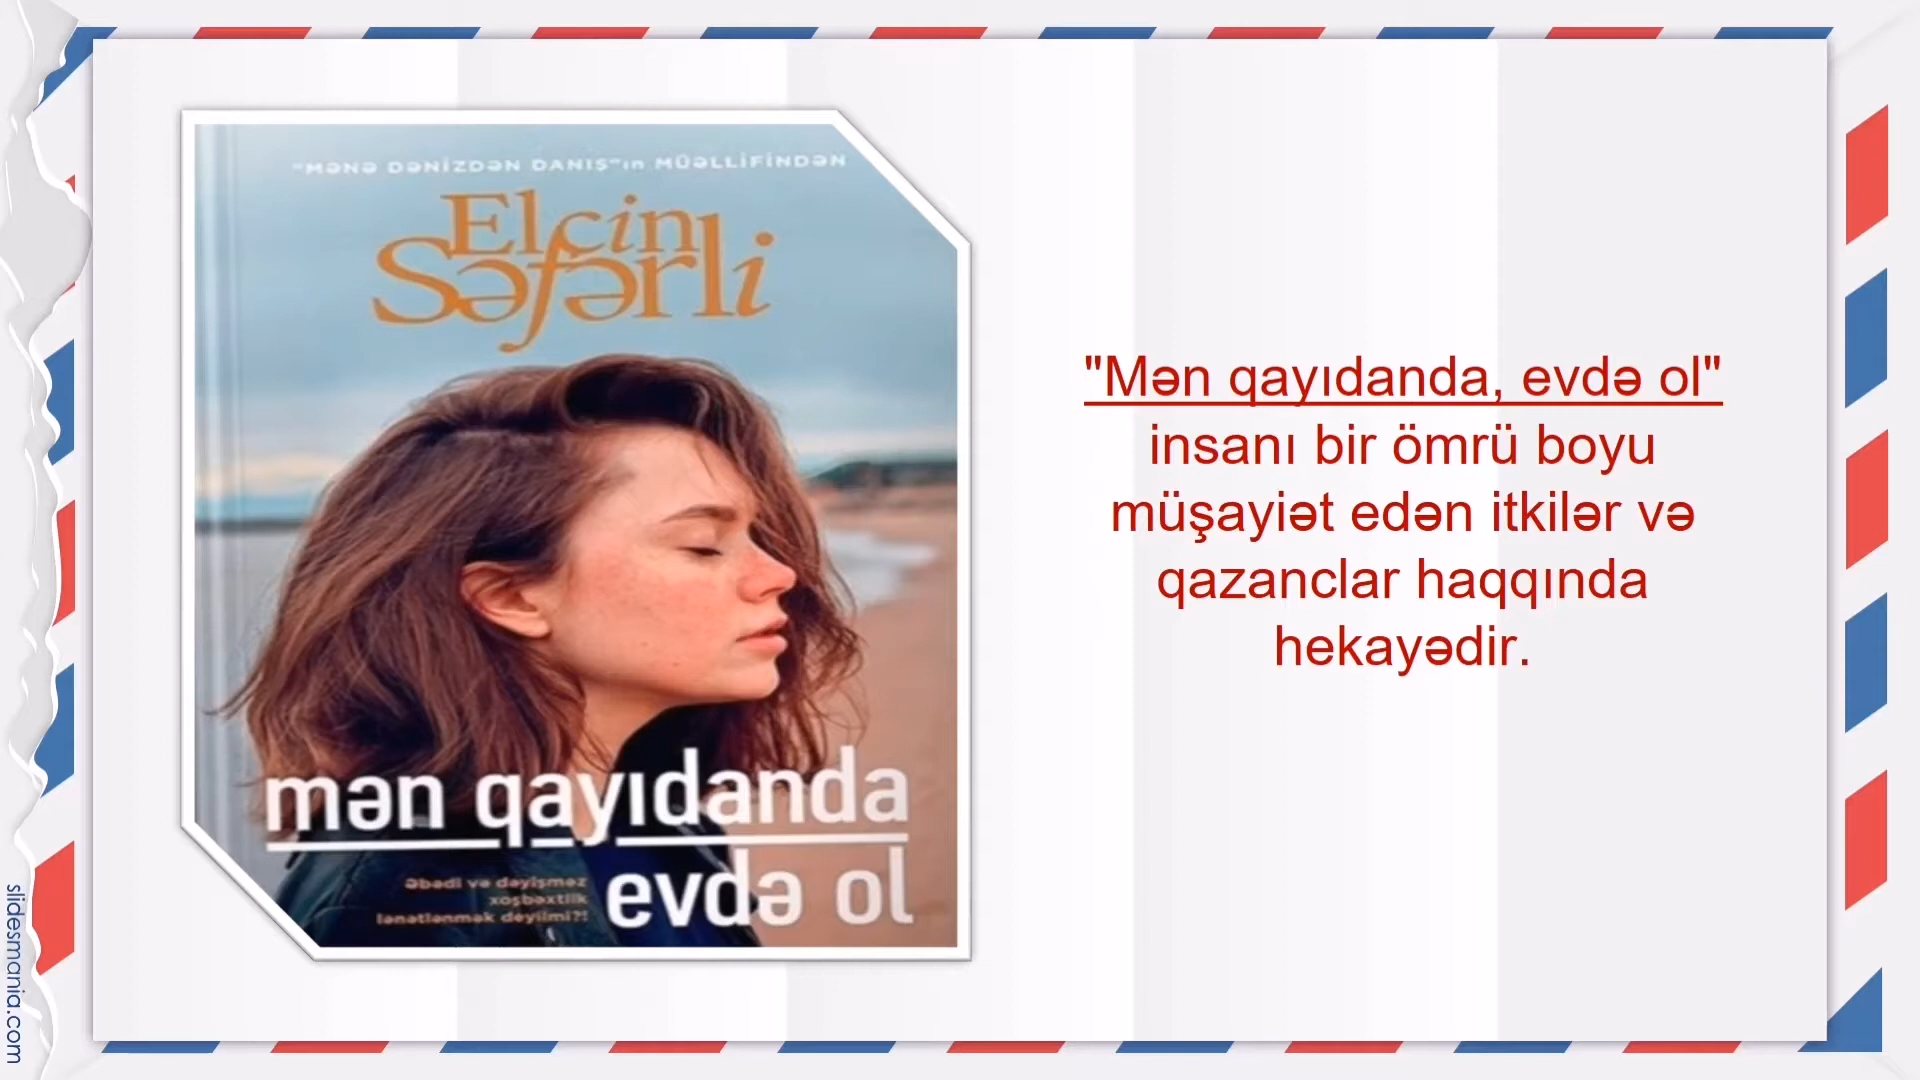 "MƏNƏ DƏNİZDƏN DANIŞ"ın MÜƏLLİFİNDƏN
Elçin
Səfərli
mən qayıdanda
evdə ol
Əbədi və dəyişməz
xoşbəxtlik
lənətlənmək deyilmi?!
"Mən qayıdanda, evdə ol"
insanı bir ömrü boyu
müşayiət edən itkilər və
qazanclar haqqında
hekayədir.
slidesmania.com